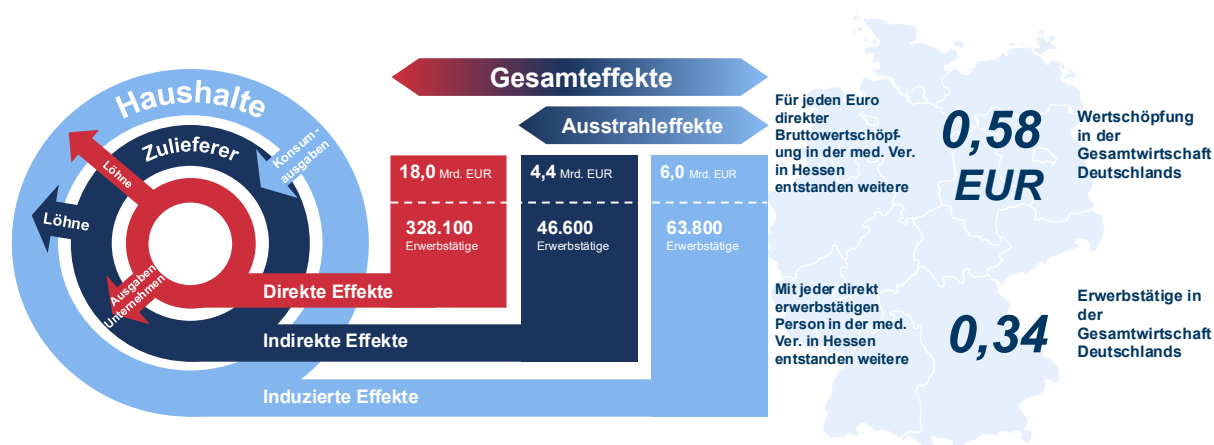 Haushalte
Zulieferer
Konsum-
ausgaben
Löhne
Löhne
Ausgaben
Unternehmen
Direkte Effekte
Indirekte Effekte
Induzierte Effekte
Gesamteffekte
Ausstrahleffekte
18,0 Mrd. EUR
328.100
Erwerbstätige
4,4 Mrd. EUR
46.600
Erwerbstätige
6,0 Mrd. EUR
63.800
Erwerbstätige
Für jeden Euro
direkter
Bruttowertschöpf-
ung in der med. Ver.
in Hessen
entstanden weitere
0,58
EUR
Wertschöpfung
in der
Gesamtwirtschaft
Deutschlands
Mit jeder direkt
erwerbstätigen
Person in der med.
Ver. in Hessen
entstanden weitere
0,34
Erwerbstätige in
der
Gesamtwirtschaft
Deutschlands